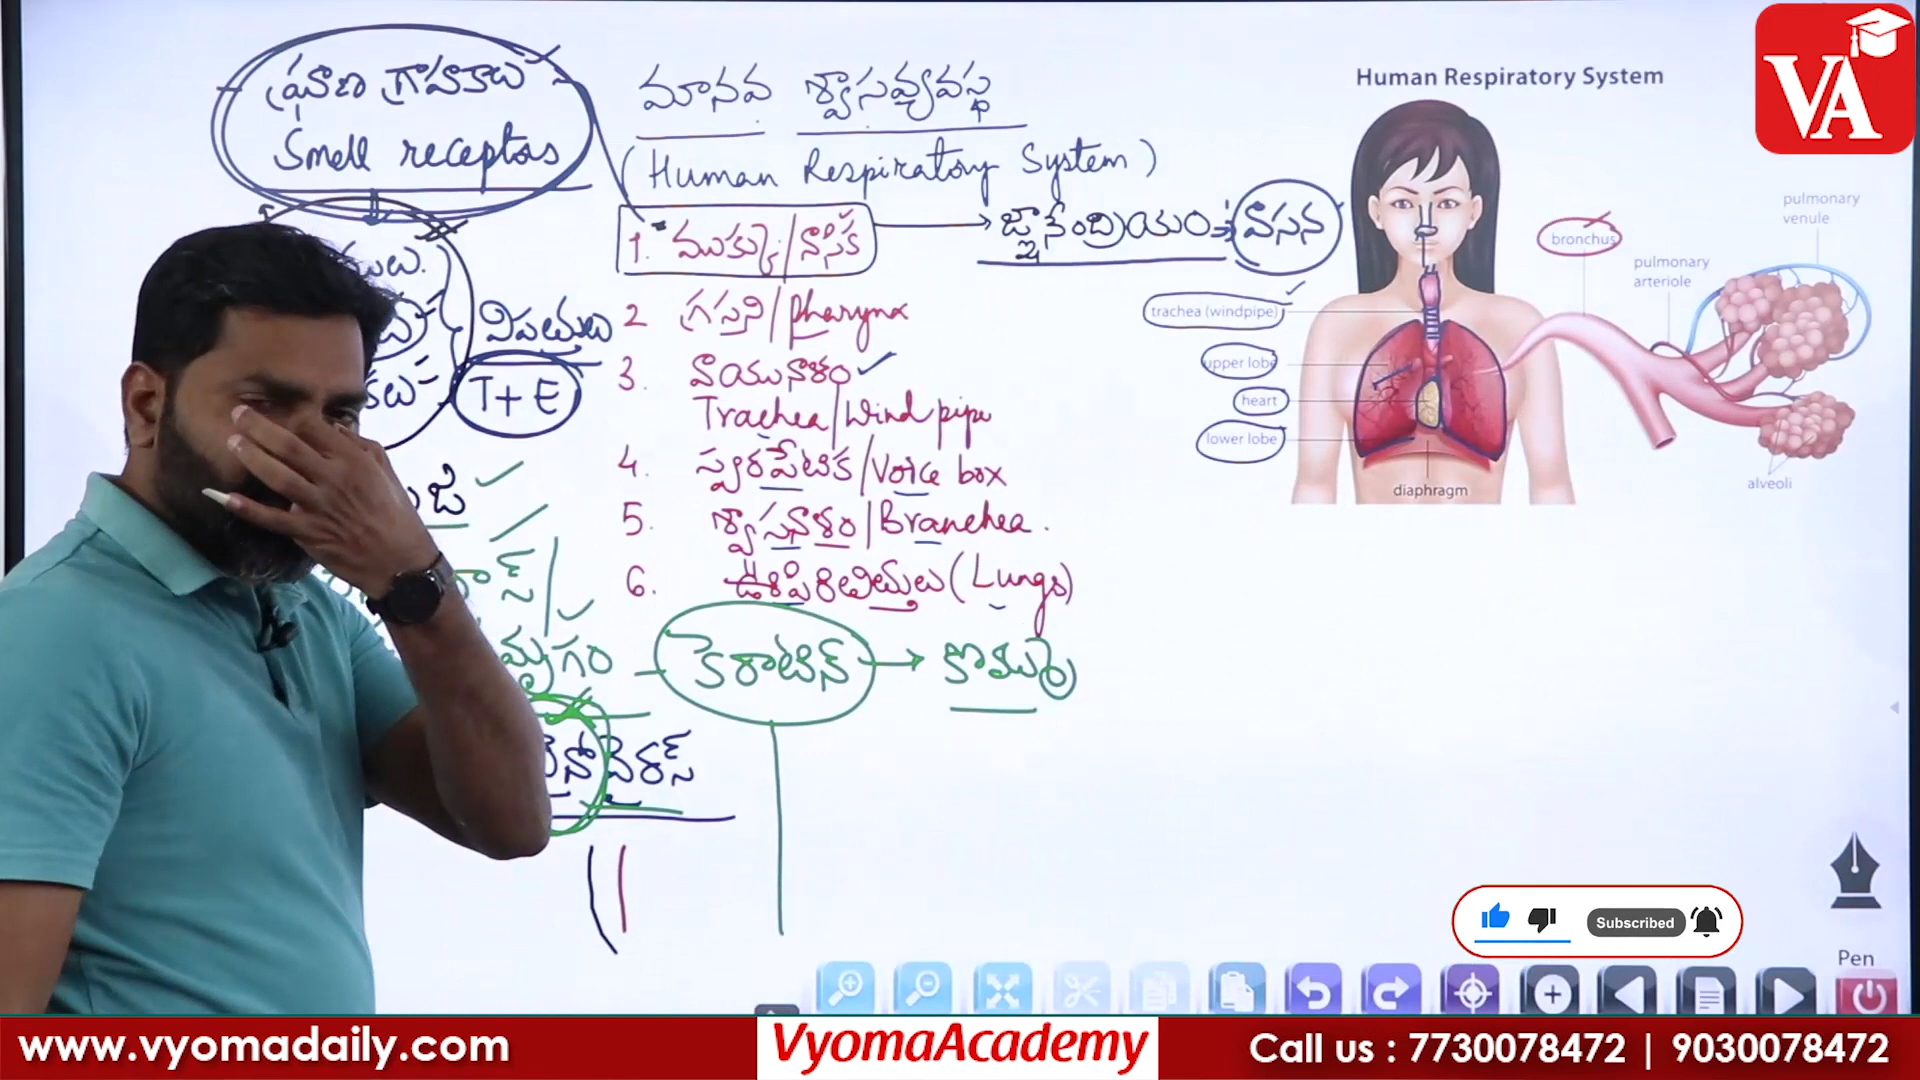 ఘ్రాణ గ్రాహకాలు
Smell receptors
మానవ శ్వాసవ్యవస్థ
(Human Respiratory System)
1. ముక్కు/నాసిక
జ్ఞానేంద్రియం
వాసన
2 గ్రసని/pharynx
3. వాయునాళం
Trachea/Wind pipe
4. స్వరపేటిక/Voice box
5. శ్వాసనాళం/Branchea.
6. ఊపిరితిత్తులు (Lungs)
T+E
కెరాటిన్ → కొమ్ము
వైరస్
Human Respiratory System
pulmonary
venule
bronchus
pulmonary
arteriole
trachea (windpipe)
upper lobe
heart
lower lobe
diaphragm
alveoli
VA
Subscribed
Pen
www.vyomadaily.com
VyomaAcademy
Call us : 7730078472 | 9030078472